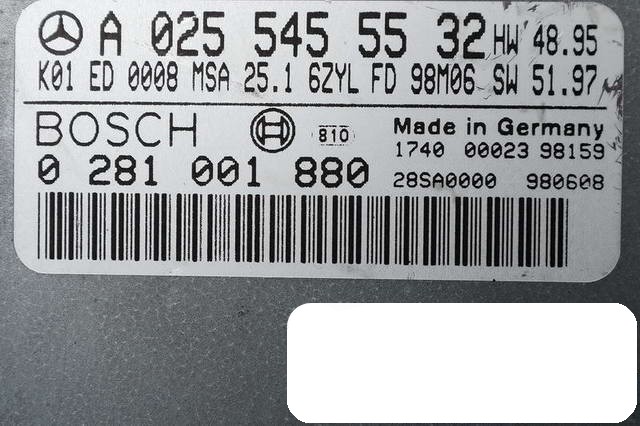 A 025 545 55 32 HW 48.95
K01 ED 0008 MSA 25.1 6ZYL FD 98M06 SW 51.97
BOSCH 810 Made in Germany
1740 00023 98159
0 281 001 880 28SA0000 980608